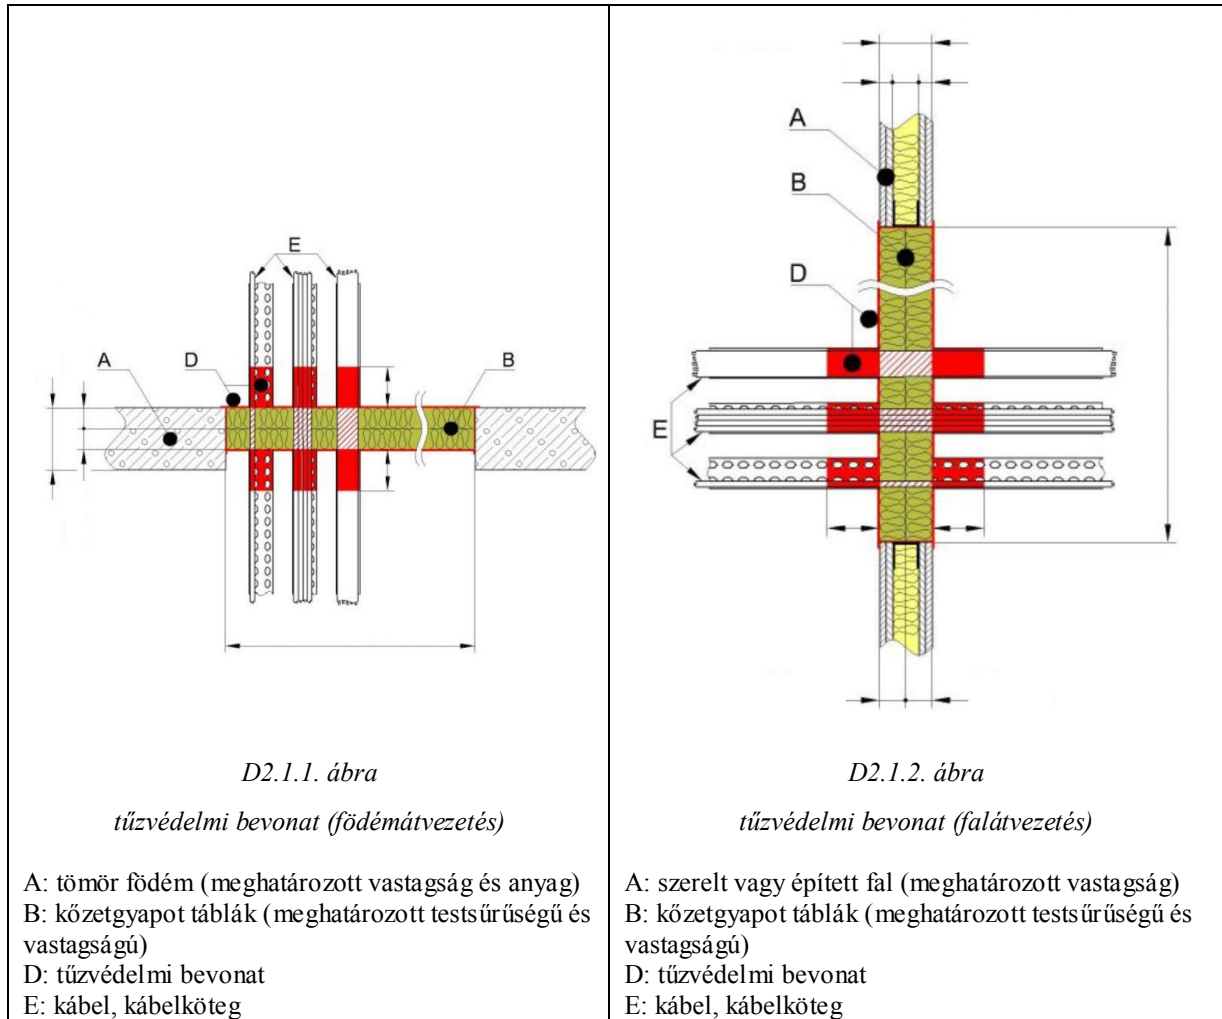 E
A
D
B
D2.1.1. ábra
tűzvédelmi bevonat (födémátvezetés)
A: tömör födém (meghatározott vastagság és anyag)
B: kőzetgyapot táblák (meghatározott testsűrűségű és
vastagságú)
D: tűzvédelmi bevonat
E: kábel, kábelköteg
A
B
D
E
D2.1.2. ábra
tűzvédelmi bevonat (falátvezetés)
A: szerelt vagy épített fal (meghatározott vastagság)
B: kőzetgyapot táblák (meghatározott testsűrűségű és
vastagságú)
D: tűzvédelmi bevonat
E: kábel, kábelköteg